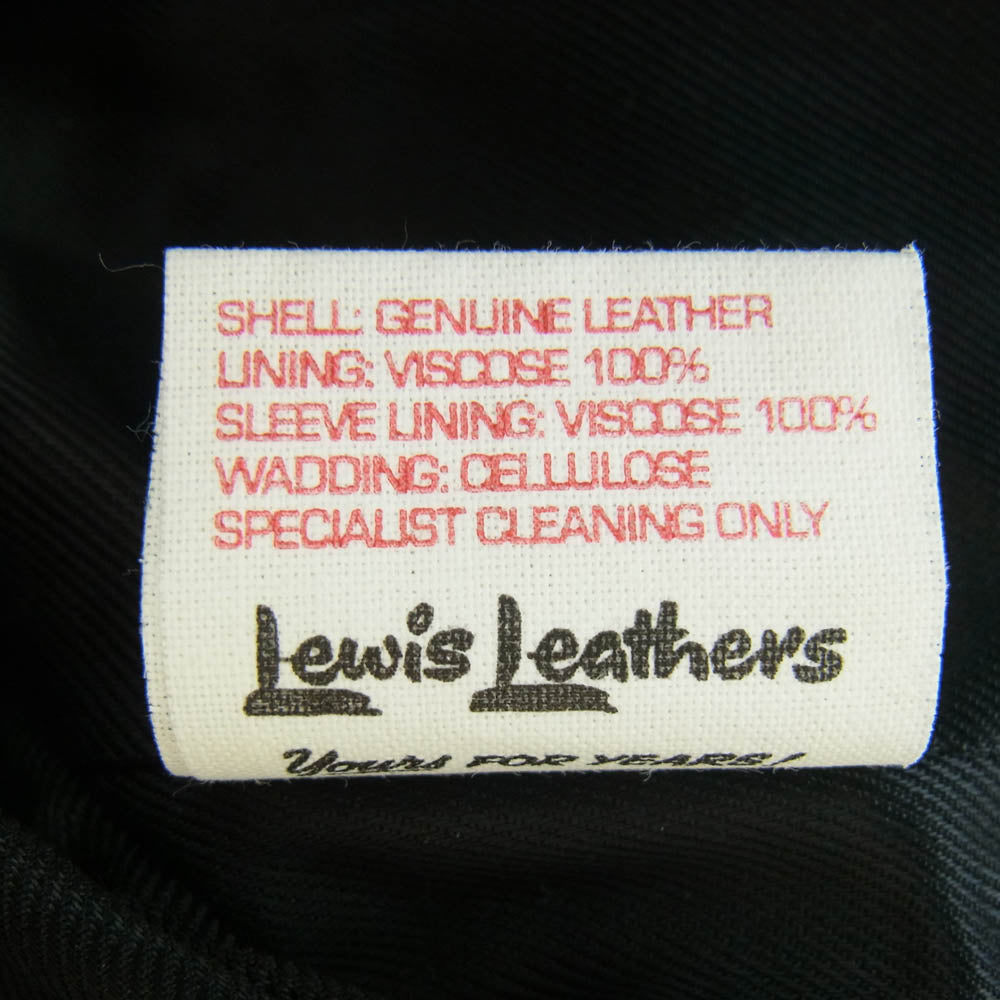 SHELL: GENUINE LEATHER
LINING: VISCOSE 100%
SLEEVE LINING: VISCOSE 100%
WADDING: CELLULOSE
SPECIALIST CLEANING ONLY
Lewis Leathers
Yours FOR YEARS!